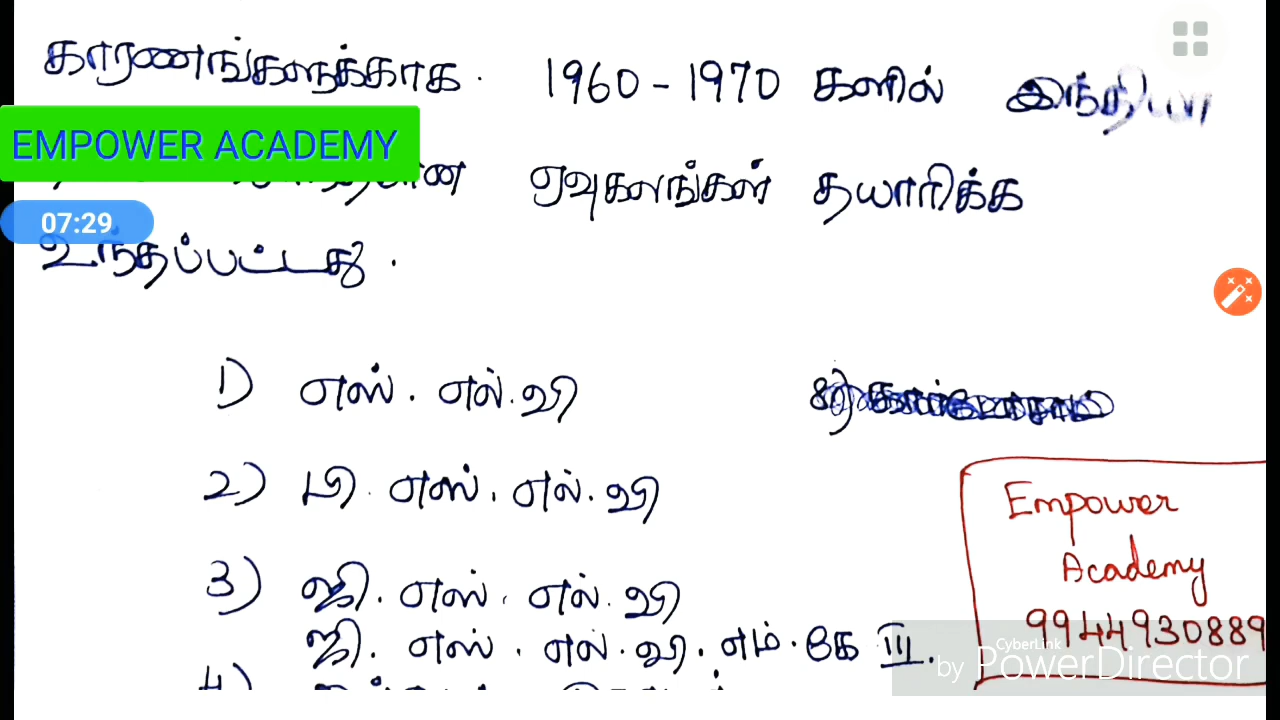 காரணங்களுக்காக. 1960-1970 களில் இந்தியா
EMPOWER ACADEMY
ஏவுகலங்கள் தயாரிக்க
07:29
உந்தப்பட்டது.
1) எஸ். எல்.வி
2) பி. எஸ். எல்.வி
3) ஜி. எஸ். எல்.வி
ஜி. எஸ். எல்.வி.எம்.கே III.
4)
Empower
Academy
9944930889
by CyberLink PowerDirector